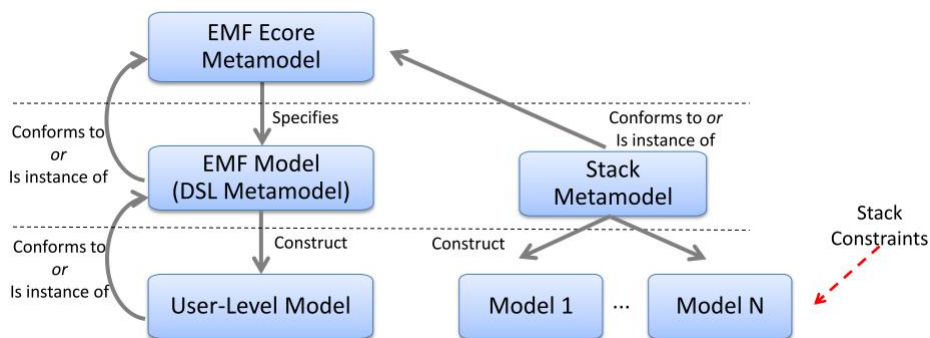 EMF Ecore
Metamodel
Specifies
Conforms to
or
Is instance of
Conforms to or
Is instance of
EMF Model
(DSL Metamodel)
Stack
Metamodel
Stack
Constraints
Conforms to
or
Is instance of
Construct
Construct
User-Level Model
Model 1
...
Model N